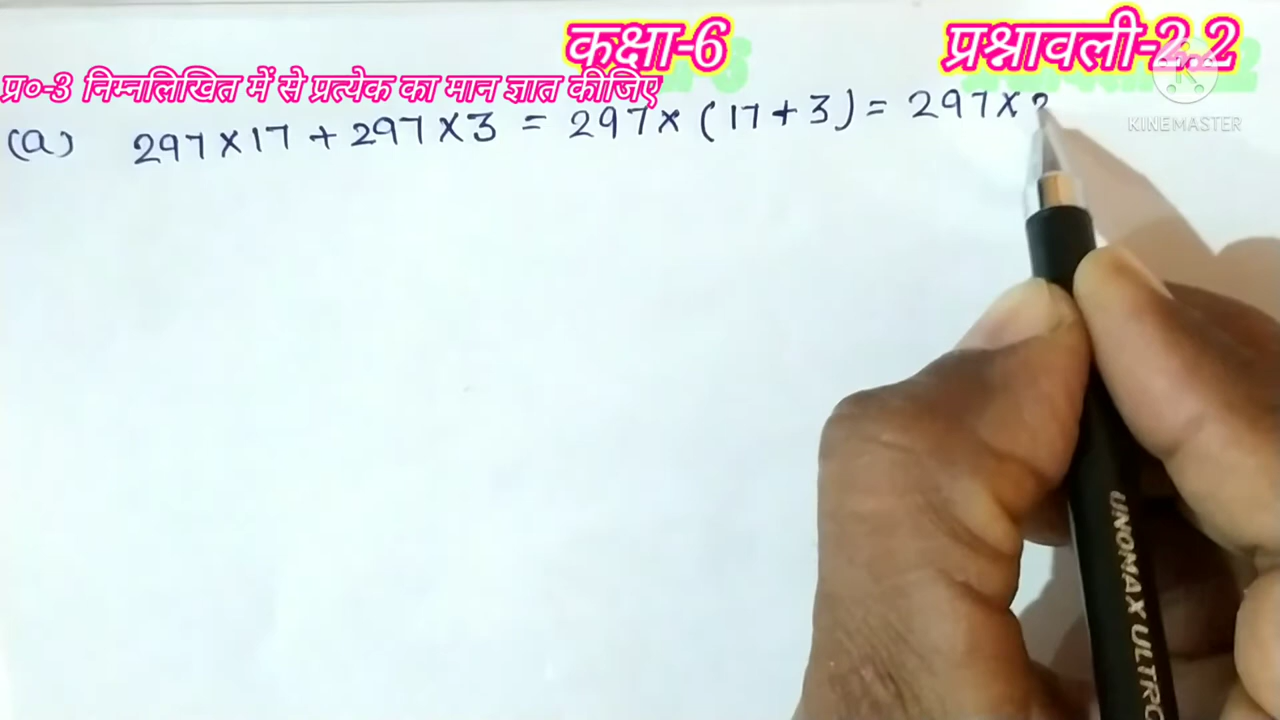 कक्षा-6 प्रश्नावली-2.2
प्र०-3 निम्नलिखित में से प्रत्येक का मान ज्ञात कीजिए
(a) 297×17 + 297×3 = 297× (17+3) = 297×2
KINEMASTER
UNOMAX ULTRO